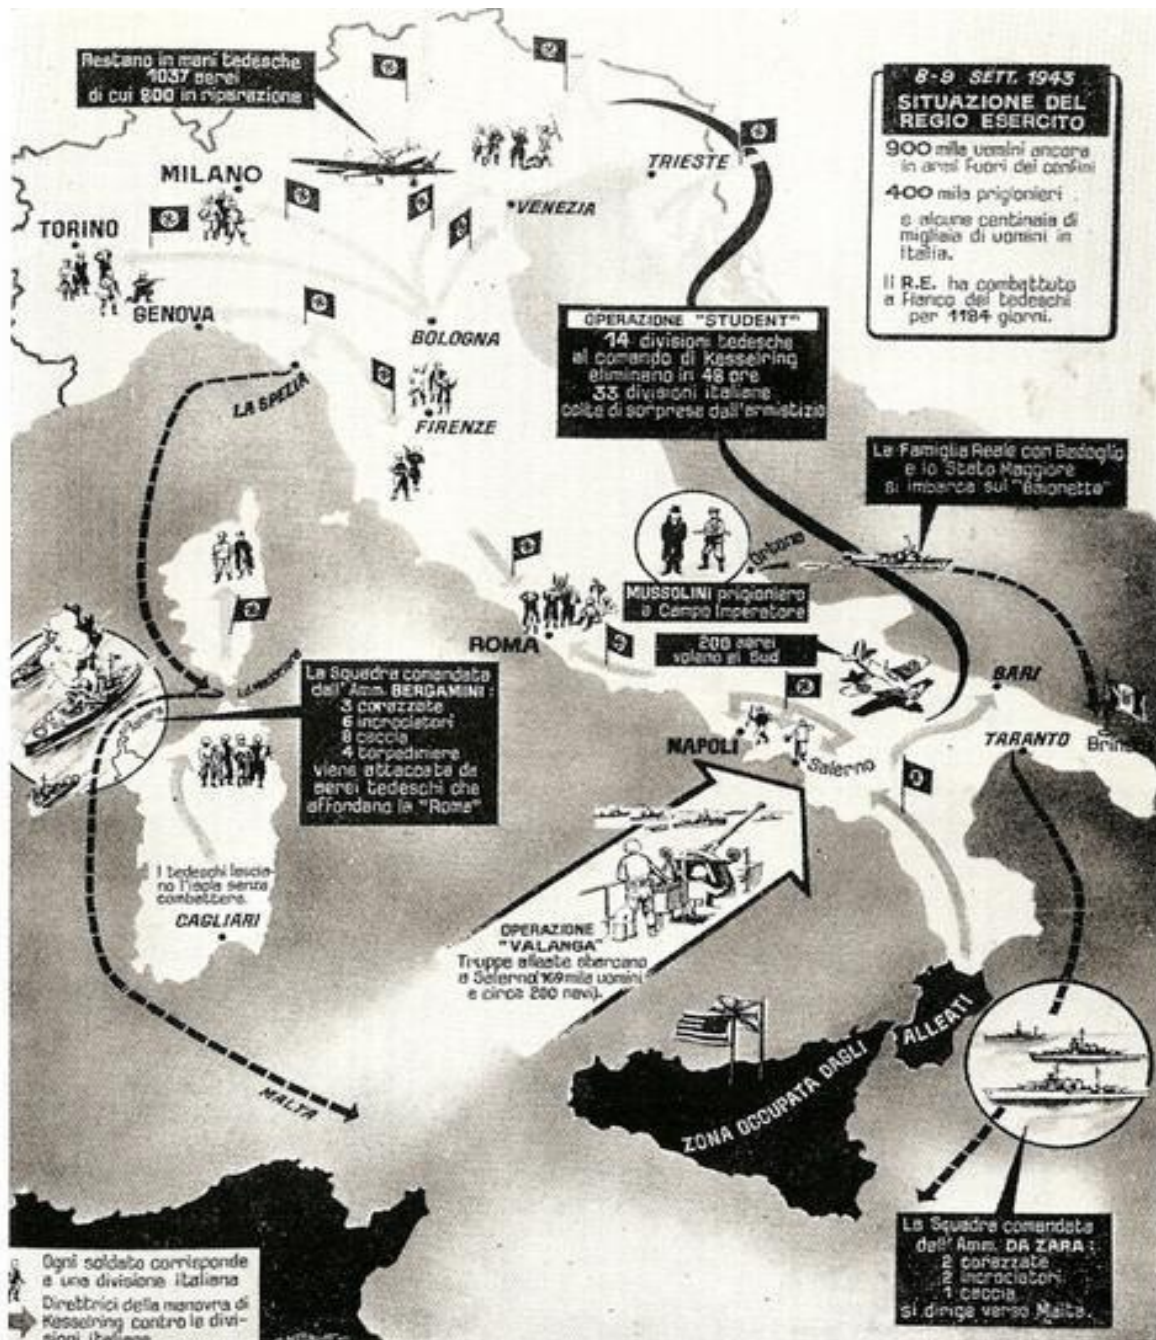 Restano in mani tedesche
1037 aerei
di cui 800 in riparazione
8-9 SETT. 1943
SITUAZIONE DEL
REGIO ESERCITO
900 mila uomini ancora
in armi fuori dei confini
400 mila prigionieri
e alcune centinaia di
migliaia di uomini in
Italia.
Il R.E. ha combattuto
a fianco dei tedeschi
per 1184 giorni.
MILANO
TRIESTE
VENEZIA
TORINO
GENOVA
BOLOGNA
LA SPEZIA
FIRENZE
OPERAZIONE "STUDENT"
14 divisioni tedesche
al comando di Kesselring
eliminano in 48 ore
33 divisioni italiane
colte di sorprese dall'armistizio
La Famiglia Reale con Badoglio
e lo Stato Maggiore
si imbarca sul "Baionetta"
Ortona
MUSSOLINI prigioniero
a Campo Imperatore
ROMA
200 aerei
volano al Sud
La Maddalena
La Squadra comandata
dall'Amm. BERGAMINI:
3 corazzate
6 incrociatori
8 caccia
4 torpediniere
viene attaccata da
aerei tedeschi che
affondano la "Roma"
BARI
NAPOLI
Salerno
TARANTO
Brindisi
I tedeschi lascia-
no l'isola senza
combattere.
CAGLIARI
OPERAZIONE
"VALANGA"
Truppe alleate sbarcano
a Salerno (169 mila uomini
e circa 200 navi).
MALTA
ZONA OCCUPATA DAGLI ALLEATI
La Squadra comandata
dall'Amm. DA ZARA:
2 corazzate
2 incrociatori
1 caccia
si dirige verso Malta.
Ogni soldato corrisponde
a una divisione italiana
Direttrici della manovra di
Kesselring contro le divi-
sioni italiane